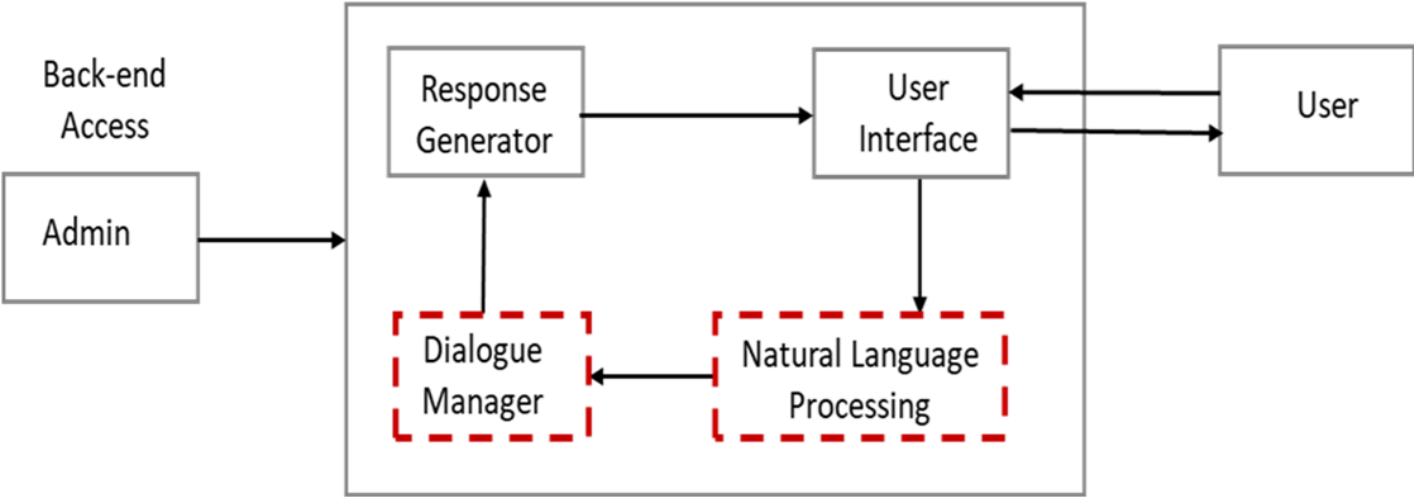 Back-end
Access
Admin
Response
Generator
User
Interface
User
Dialogue
Manager
Natural Language
Processing